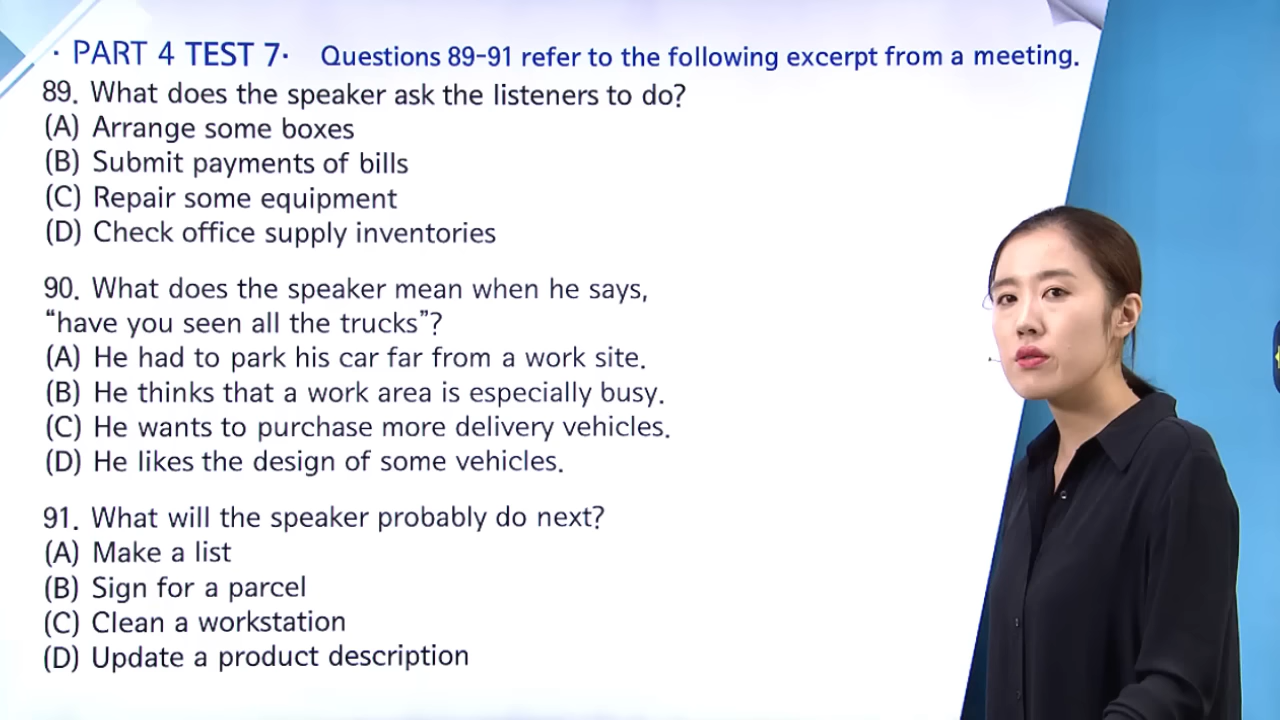 · PART 4 TEST 7· Questions 89-91 refer to the following excerpt from a meeting.
89. What does the speaker ask the listeners to do?
(A) Arrange some boxes
(B) Submit payments of bills
(C) Repair some equipment
(D) Check office supply inventories
90. What does the speaker mean when he says,
“have you seen all the trucks”?
(A) He had to park his car far from a work site.
(B) He thinks that a work area is especially busy.
(C) He wants to purchase more delivery vehicles.
(D) He likes the design of some vehicles.
91. What will the speaker probably do next?
(A) Make a list
(B) Sign for a parcel
(C) Clean a workstation
(D) Update a product description